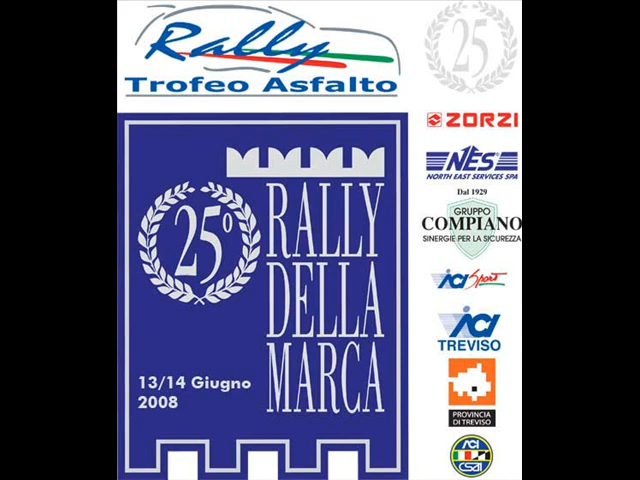 Rally
Trofeo Asfalto
25
25°
RALLY
DELLA
MARCA
13/14 Giugno
2008
ZORZI
NES
NORTH EAST SERVICES SPA
Dal 1929
GRUPPO
COMPIANO
SINERGIE PER LA SICUREZZA
ACI Sport
ACI
TREVISO
PROVINCIA
DI TREVISO
ACI
CSAI